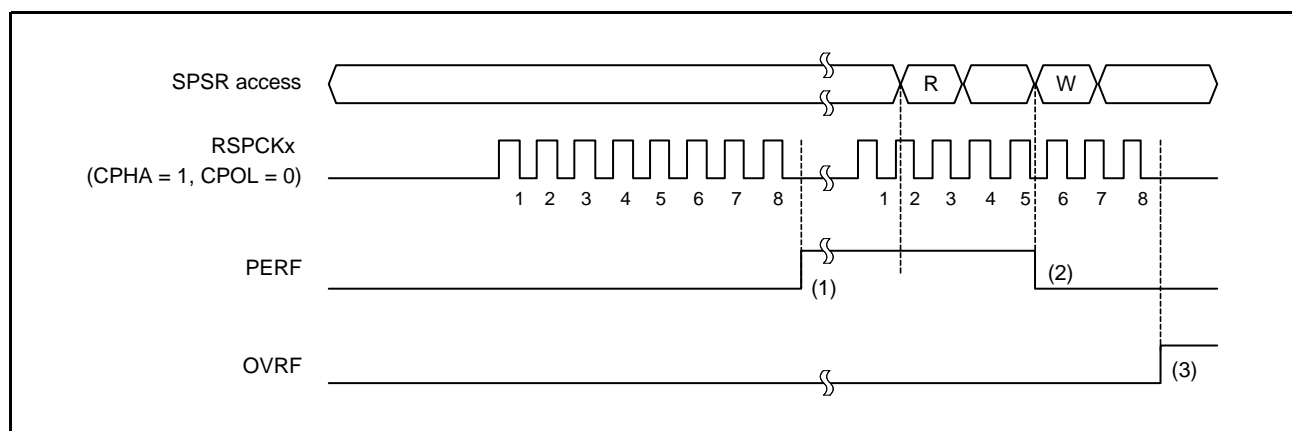 SPSR access
R
W
RSPCKx
(CPHA = 1, CPOL = 0)
1 2 3 4 5 6 7 8 1 2 3 4 5 6 7 8
PERF
(1)
(2)
OVRF
(3)